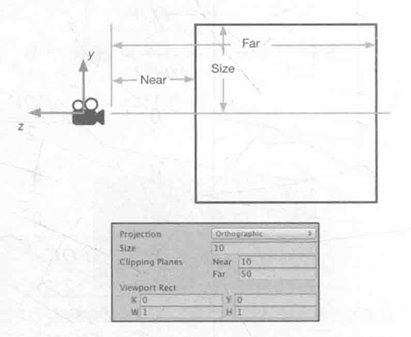 y
Far
Size
Near
z
Projection Orthographic
Size 10
Clipping Planes Near 10
Far 50
Viewport Rect
X 0 Y 0
W 1 H 1